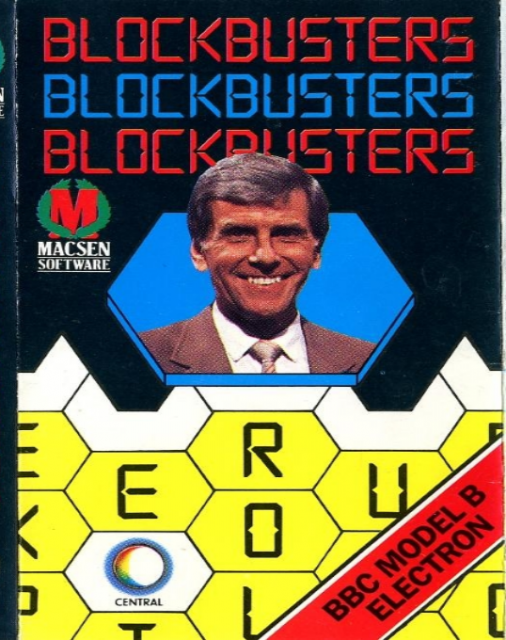 BLOCKBUSTERS
BLOCKBUSTERS
BLOCKBUSTERS
M
MACSEN
SOFTWARE
E
R
E
U
K
O
CENTRAL
P
I
L
BBC MODEL B
ELECTRON